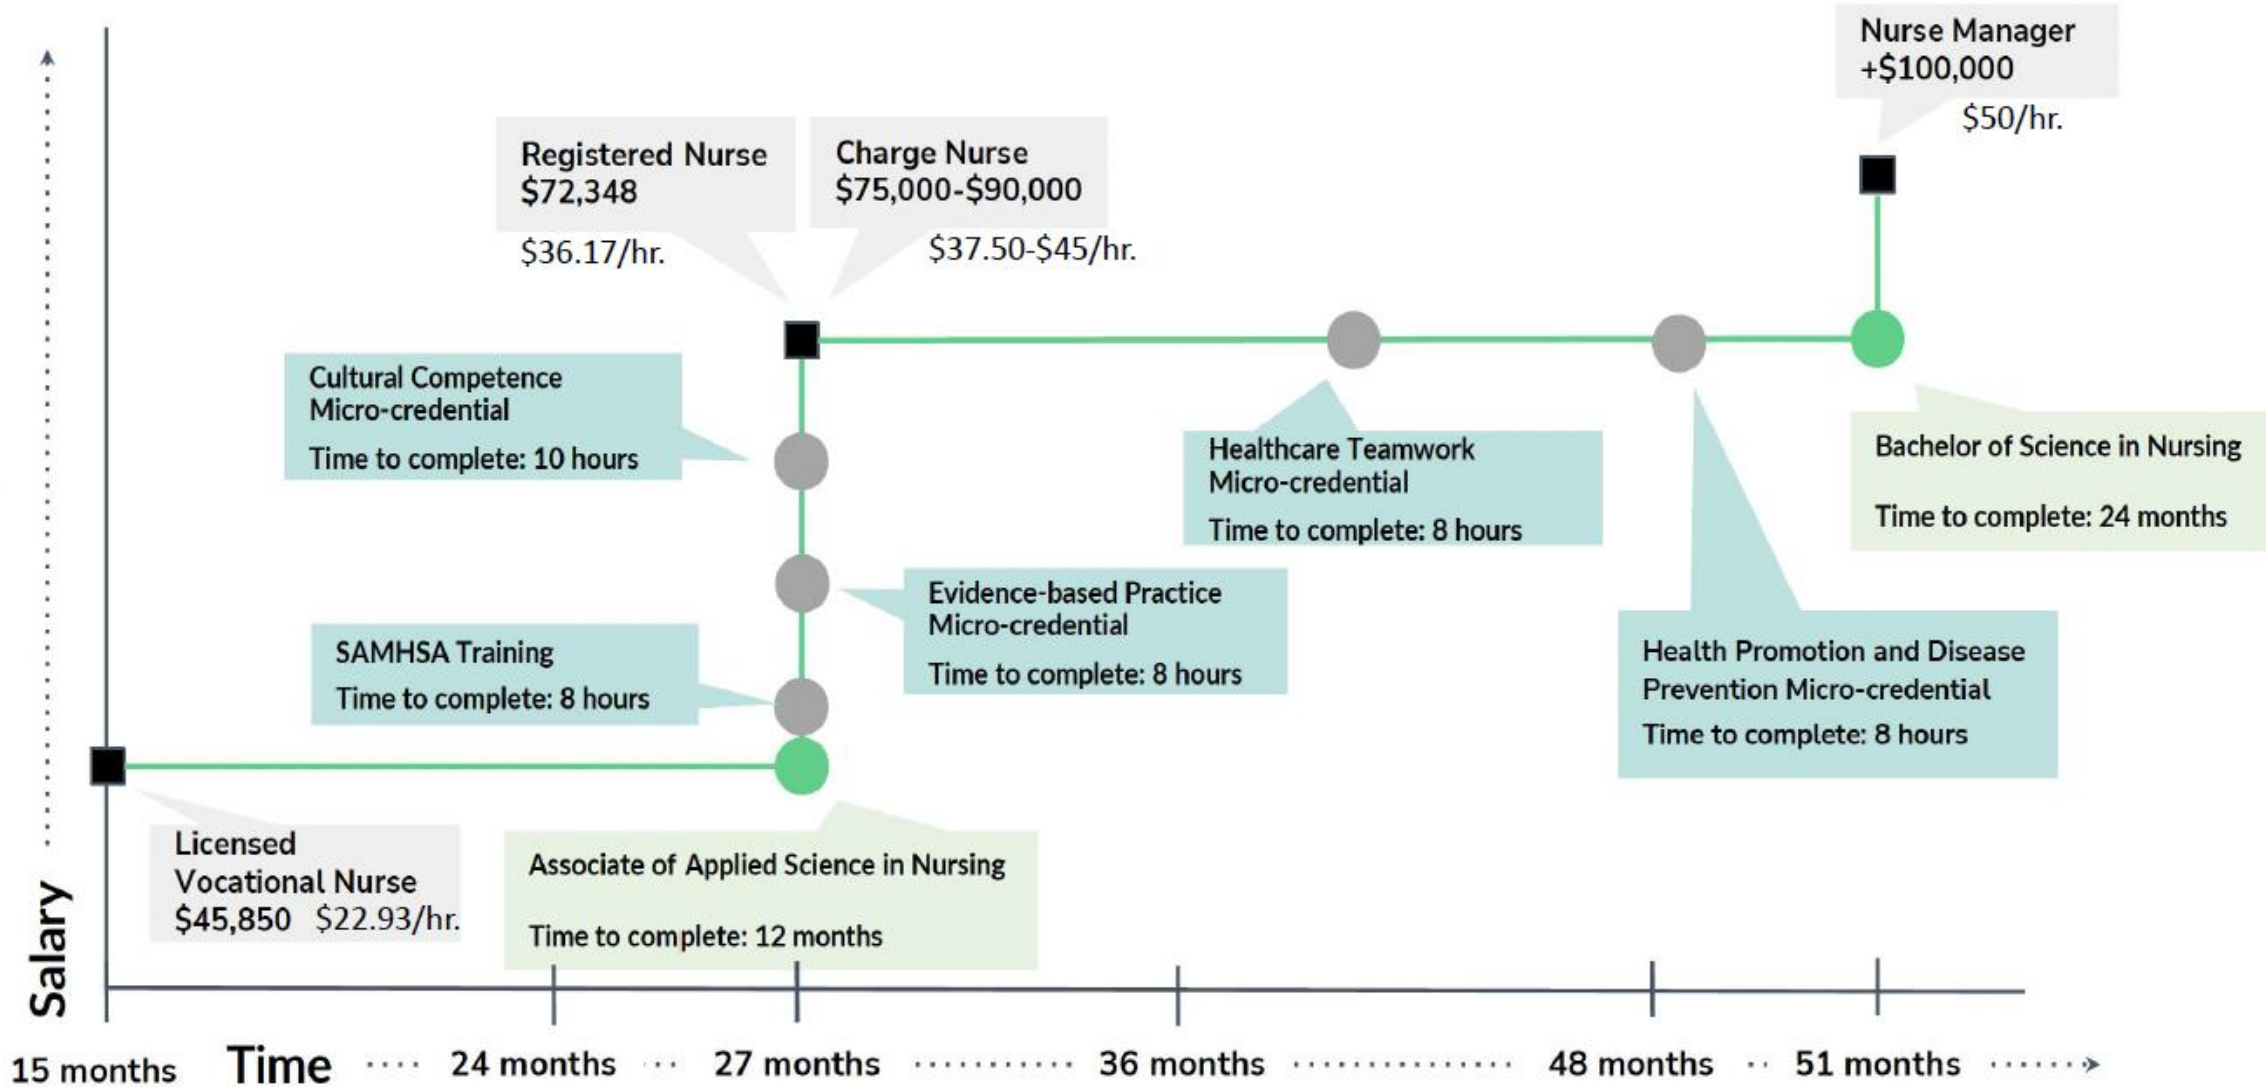 Nurse Manager
+$100,000
$50/hr.
Registered Nurse
$72,348
$36.17/hr.
Charge Nurse
$75,000-$90,000
$37.50-$45/hr.
Cultural Competence
Micro-credential
Time to complete: 10 hours
Healthcare Teamwork
Micro-credential
Time to complete: 8 hours
Bachelor of Science in Nursing
Time to complete: 24 months
Evidence-based Practice
Micro-credential
Time to complete: 8 hours
SAMHSA Training
Time to complete: 8 hours
Health Promotion and Disease
Prevention Micro-credential
Time to complete: 8 hours
Licensed
Vocational Nurse
$45,850 $22.93/hr.
Associate of Applied Science in Nursing
Time to complete: 12 months
Salary
15 months Time 24 months 27 months 36 months 48 months 51 months